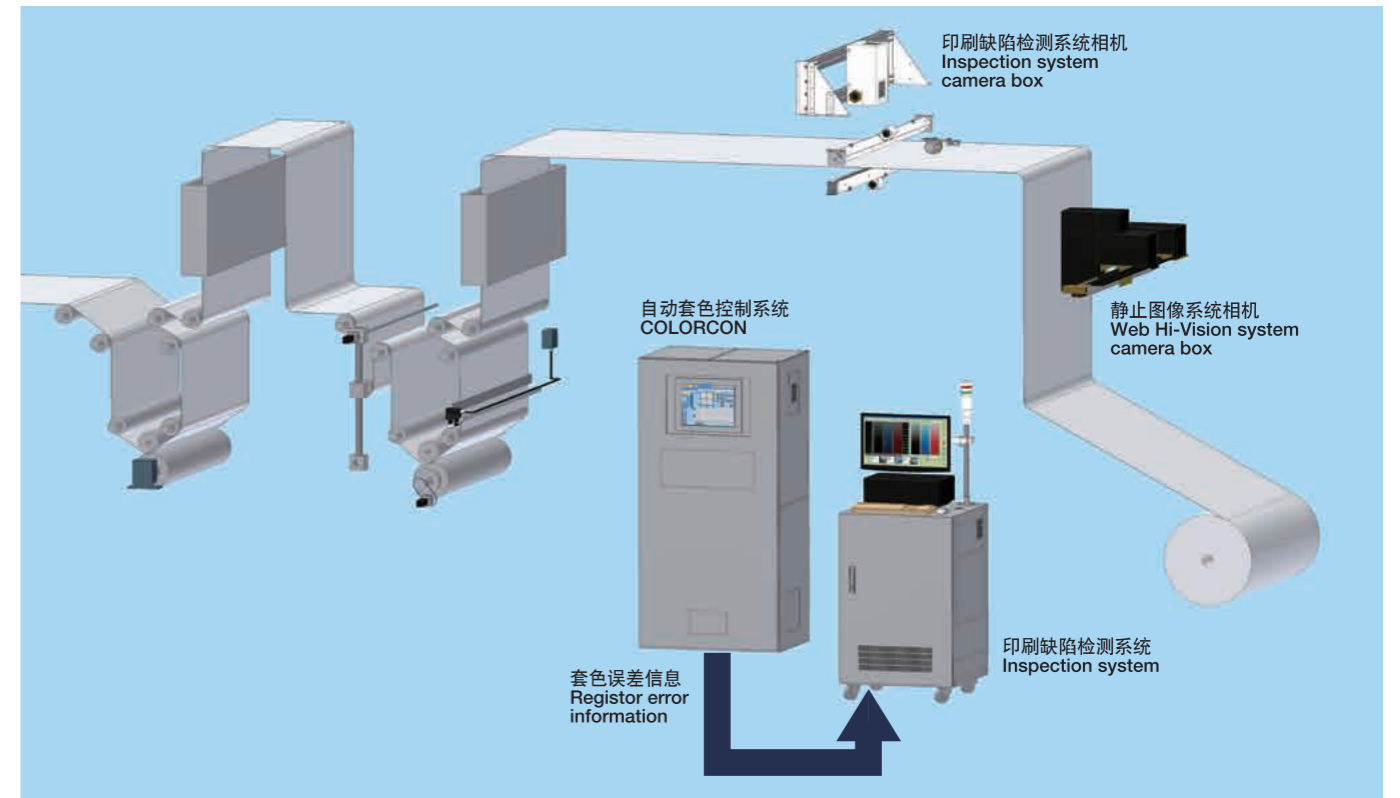 印刷缺陷检测系统相机
Inspection system
camera box
自动套色控制系统
COLORCON
静止图像系统相机
Web Hi-Vision system
camera box
印刷缺陷检测系统
Inspection system
套色误差信息
Registor error
information